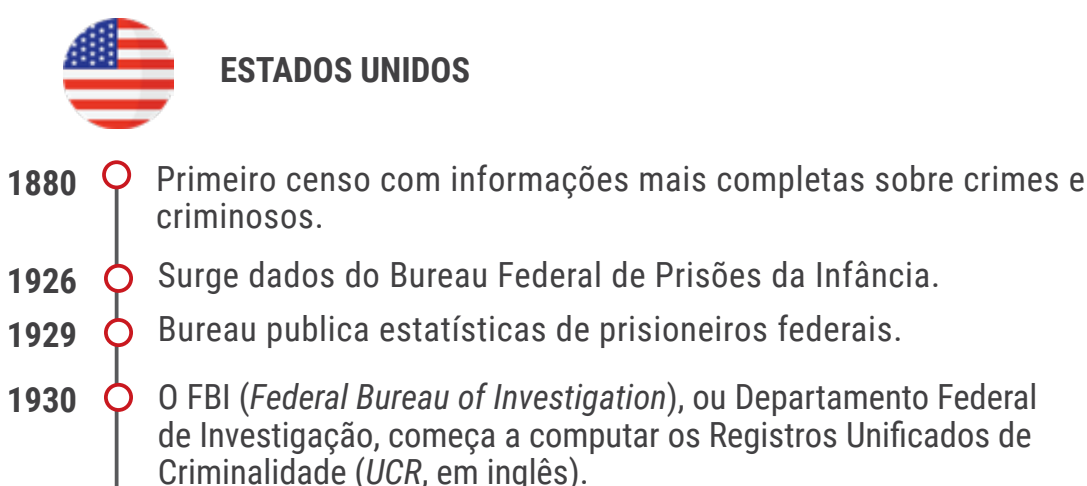 ESTADOS UNIDOS
1880 Primeiro censo com informações mais completas sobre crimes e
criminosos.
1926 Surge dados do Bureau Federal de Prisões da Infância.
1929 Bureau publica estatísticas de prisioneiros federais.
1930 O FBI (Federal Bureau of Investigation), ou Departamento Federal
de Investigação, começa a computar os Registros Unificados de
Criminalidade (UCR, em inglês).